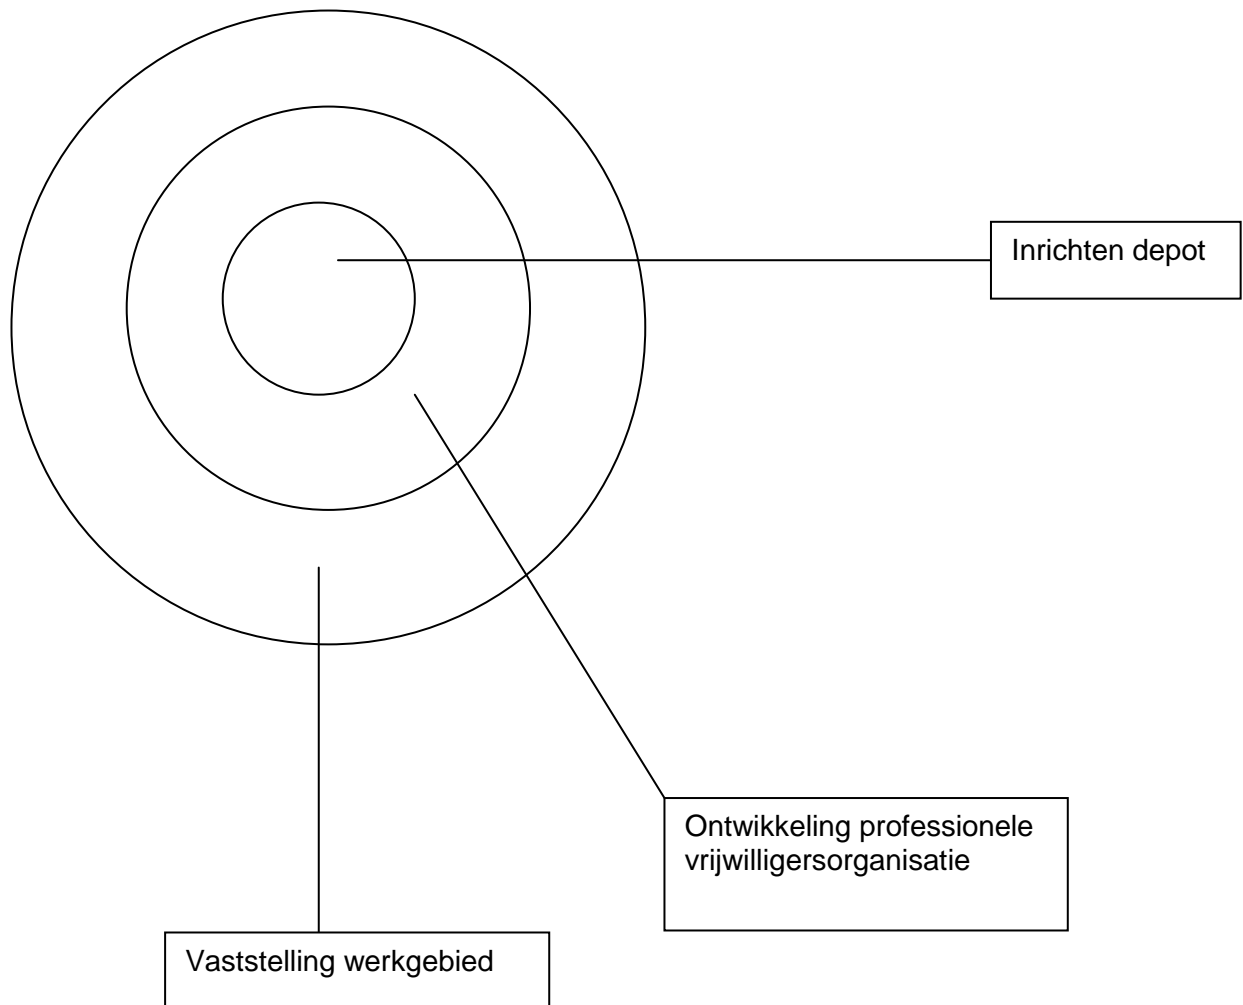 Inrichten depot
Ontwikkeling professionele
vrijwilligersorganisatie
Vaststelling werkgebied